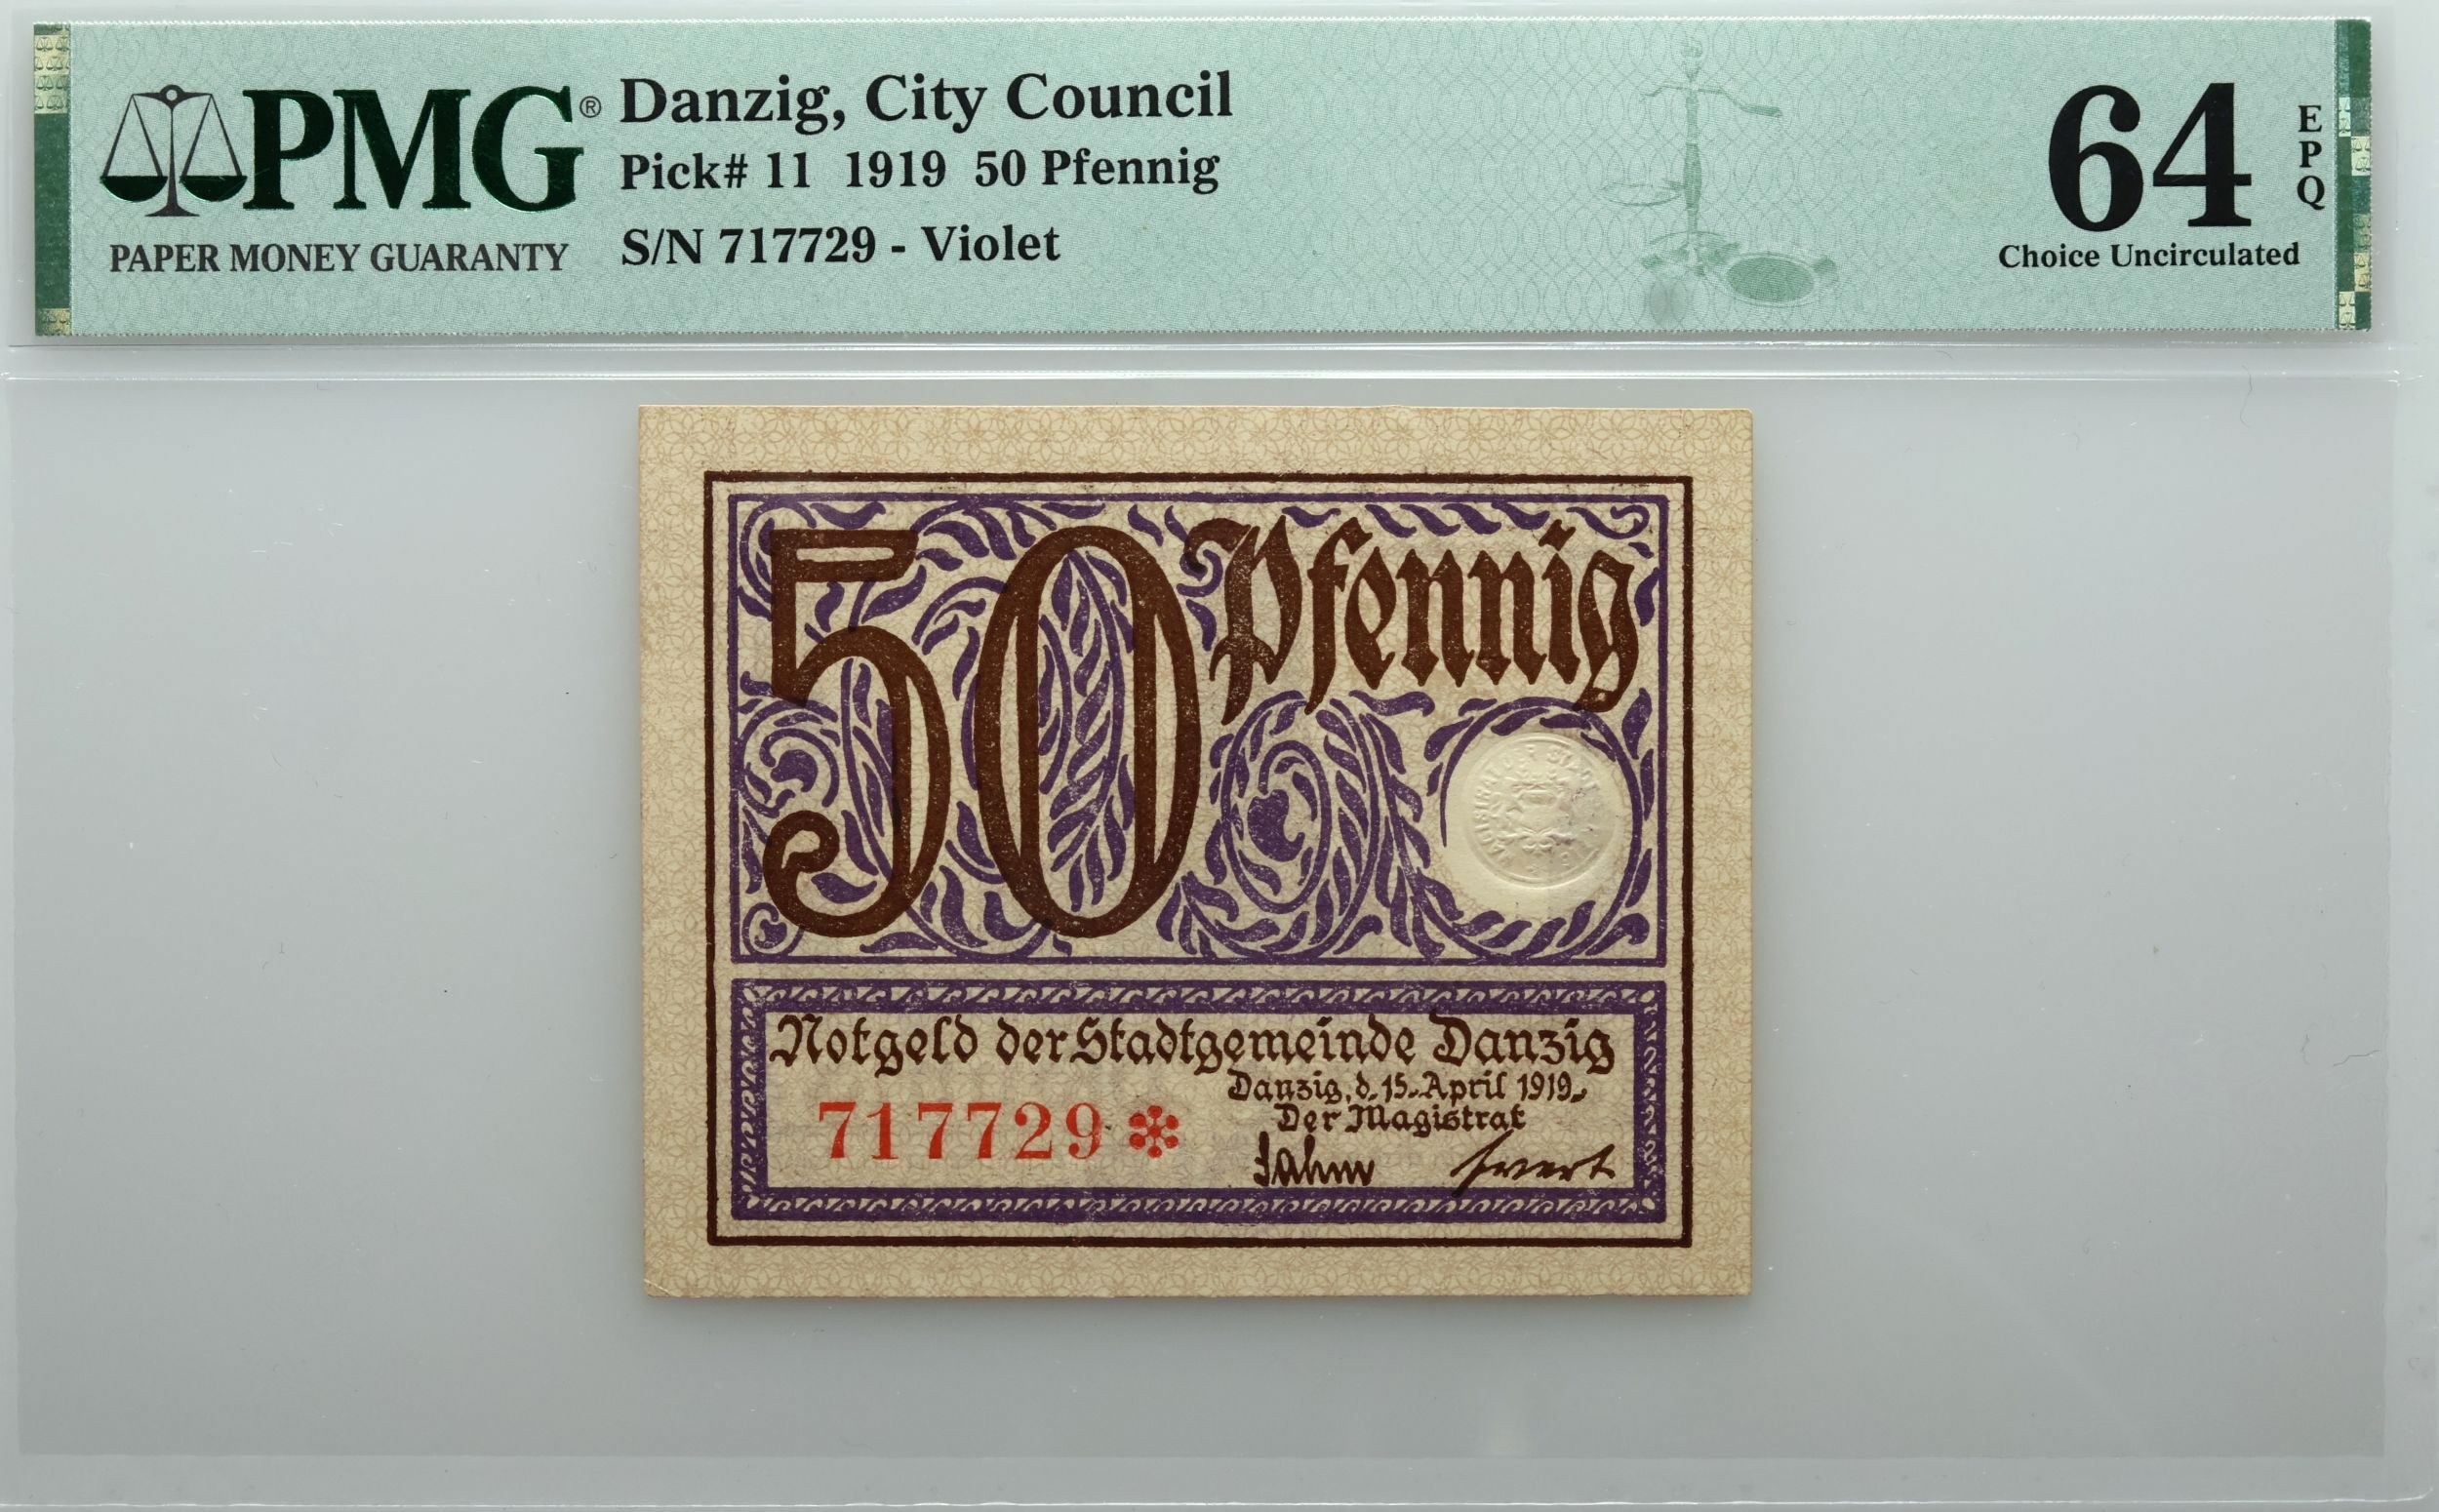 PMG®
PAPER MONEY GUARANTY
Danzig, City Council
Pick# 11 1919 50 Pfennig
S/N 717729 - Violet
64
EPQ
Choice Uncirculated
50 Pfennig
Notgeld der Stadtgemeinde Danzig
Danzig, d. 15. April 1919.
Der Magistrat
717729
Sahm